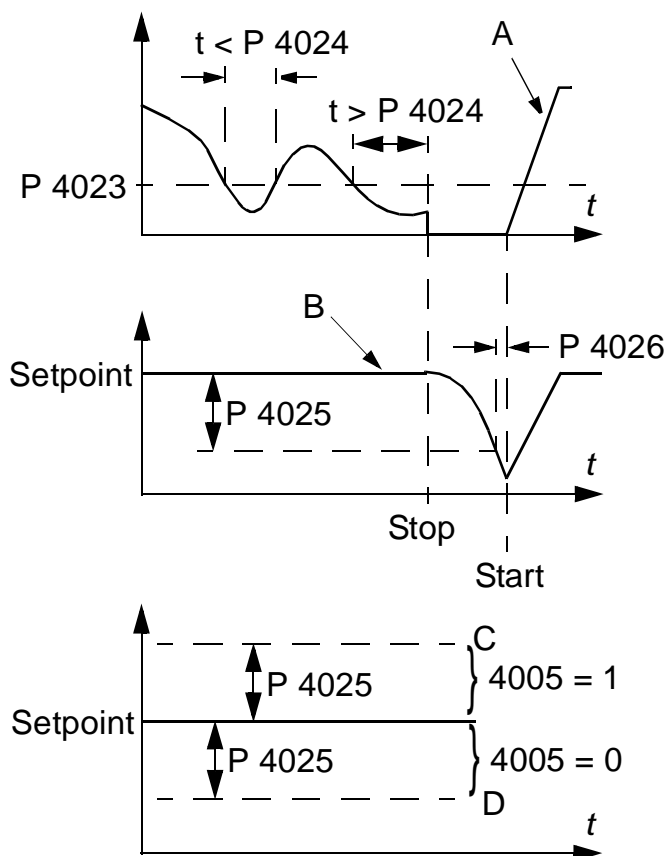 t < P 4024
A
t > P 4024
P 4023
t
B
P 4026
Setpoint
P 4025
t
Stop
Start
C
P 4025
4005 = 1
Setpoint
P 4025
4005 = 0
D
t